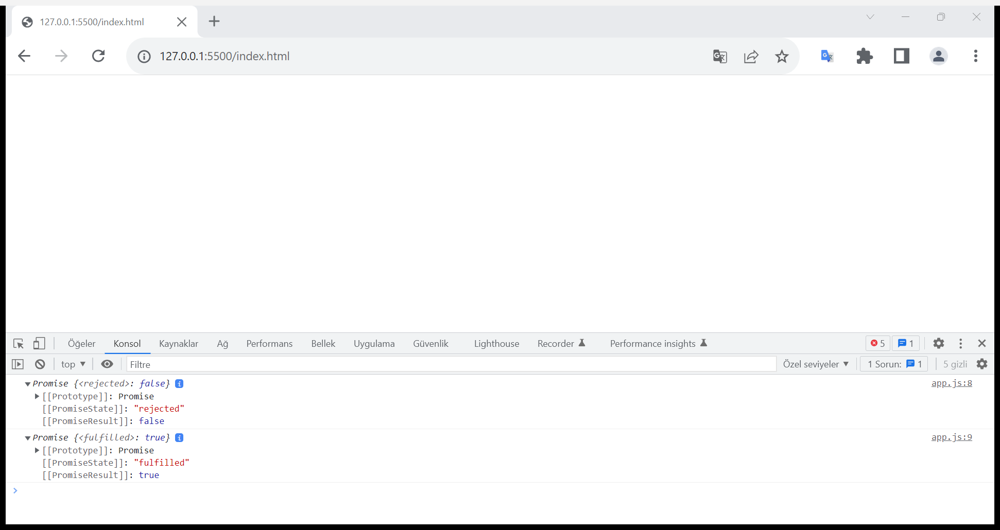 127.0.0.1:5500/index.html
127.0.0.1:5500/index.html
Öğeler Konsol Kaynaklar Ağ Performans Bellek Uygulama Güvenlik Lighthouse Recorder Performance insights 5 1
top Filtre Özel seviyeler 1 Sorun: 1 5 gizli
Promise {<rejected>: false} i app.js:8
[[Prototype]]: Promise
[[PromiseState]]: "rejected"
[[PromiseResult]]: false
Promise {<fulfilled>: true} i app.js:9
[[Prototype]]: Promise
[[PromiseState]]: "fulfilled"
[[PromiseResult]]: true